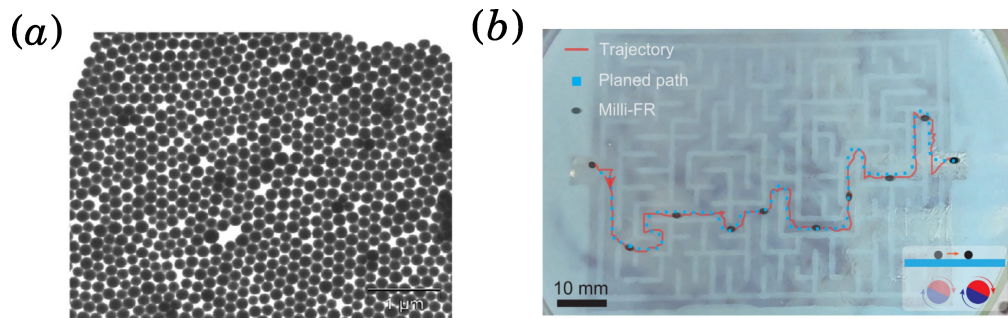 (a)
1 μm
(b)
Trajectory
Planed path
Milli-FR
10 mm